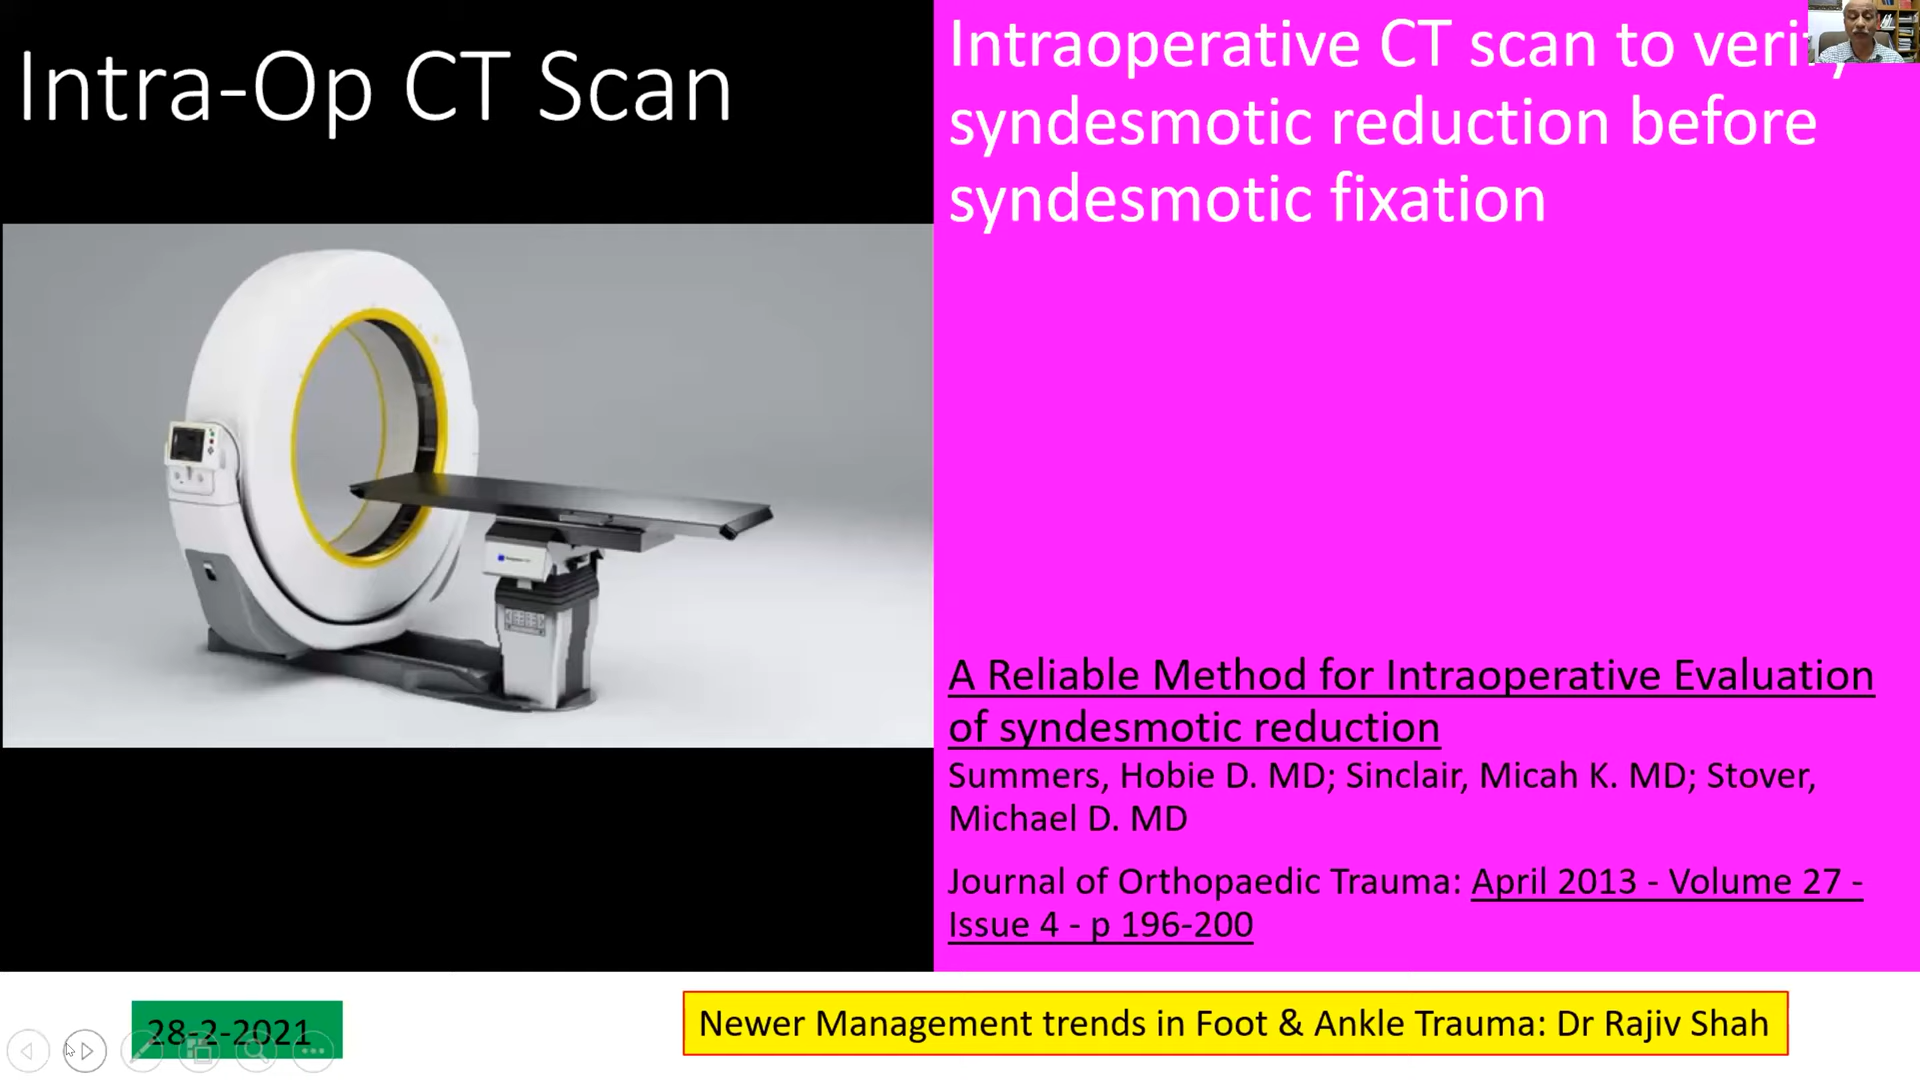 Intra-Op CT Scan
Intraoperative CT scan to verify
syndesmotic reduction before
syndesmotic fixation
A Reliable Method for Intraoperative Evaluation
of syndesmotic reduction
Summers, Hobie D. MD; Sinclair, Micah K. MD; Stover,
Michael D. MD
Journal of Orthopaedic Trauma: April 2013 - Volume 27 -
Issue 4 - p 196-200
28-2-2021
Newer Management trends in Foot & Ankle Trauma: Dr Rajiv Shah